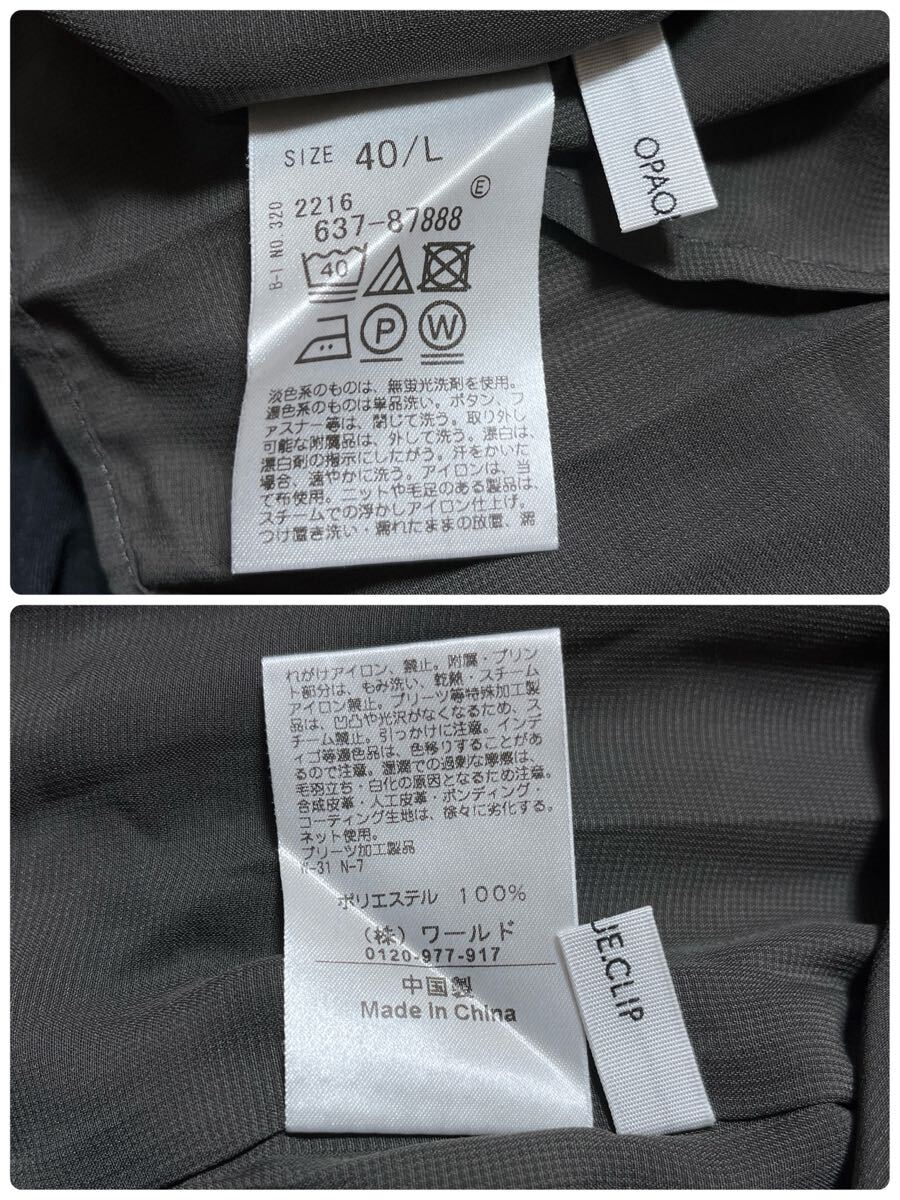 SIZE 40/L
B-I NO 320
2216
E
637-87888
40
P
W
淡色系のものは、無蛍光洗剤を使用。
濃色系のものは単品洗い。ボタン、フ
ァスナー等は、閉じて洗う。取り外し
可能な附属品は、外して洗う。漂白は、
漂白剤の指示にしたがう。汗をかいた
場合、速やかに洗う。アイロンは、当
て布使用。ニットや毛足のある製品は、
スチームでの浮かしアイロン仕上げ。
つけ置き洗い・濡れたままの放置、濡
OPAQ
れがけアイロン、禁止。附属・プリン
ト部分は、もみ洗い、乾熱・スチーム
アイロン禁止。プリーツ等特殊加工製
品は、凹凸や光沢がなくなるため、ス
チーム禁止。引っかけに注意。インデ
ィゴ等濃色品は、色移りすることがあ
るので注意。湿潤での過剰な摩擦は、
毛羽立ち・白化の原因となるため注意。
合成皮革・人工皮革・ボンディング・
コーティング生地は、徐々に劣化する。
ネット使用。
プリーツ加工製品
-31 N-7
ポリエステル 100%
(株) ワールド
0120-977-917
中国製
Made in China
UE.CLIP